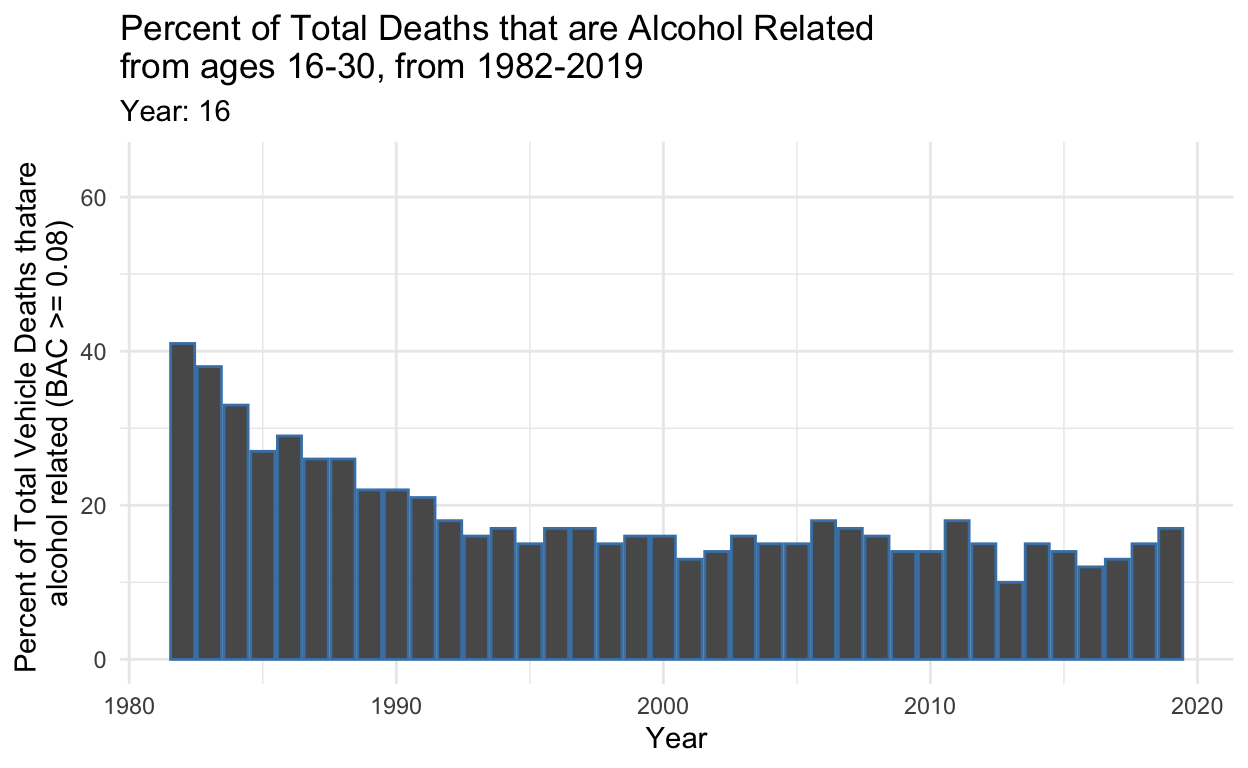 Percent of Total Deaths that are Alcohol Related
from ages 16-30, from 1982-2019
Year: 16
Percent of Total Vehicle Deaths thatare
alcohol related (BAC >= 0.08)
60
40
20
0
1980
1990
2000
2010
2020
Year